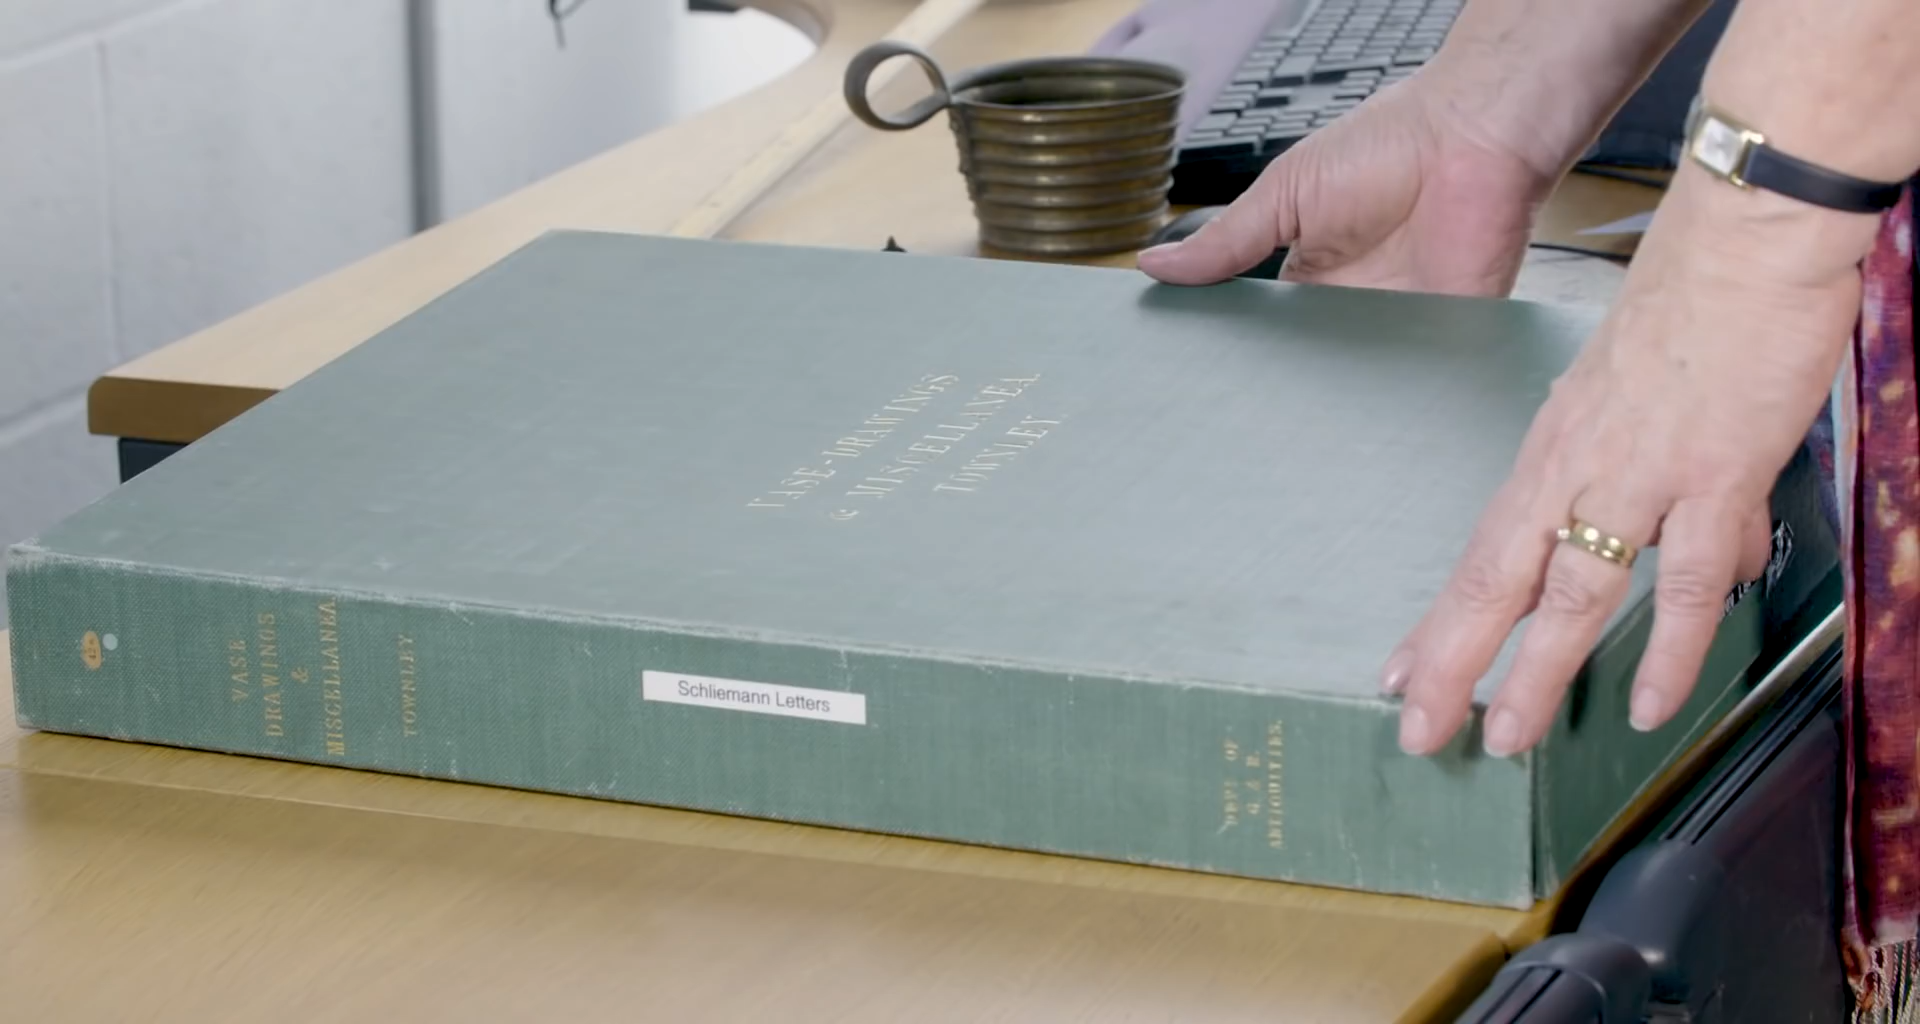 VASE-DRAWINGS
& MISCELLANEA.
TOWNLEY.
VASE
DRAWINGS
&
MISCELLANEA.
TOWNLEY
Schliemann Letters
DEPT OF
G. & R.
ANTIQUITIES.